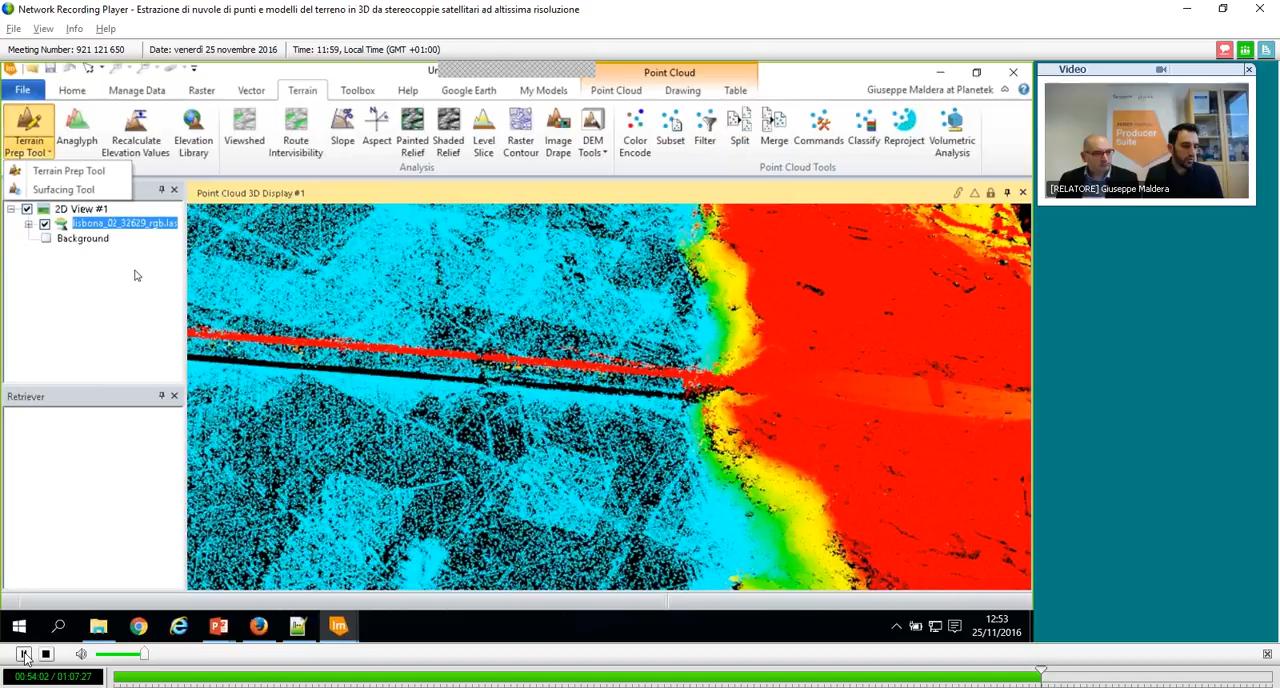 Network Recording Player - Estrazione di nuvole di punti e modelli del terreno in 3D da stereocoppie satellitari ad altissima risoluzione
File View Info Help
Meeting Number: 921 121 650 Date: venerdì 25 novembre 2016 Time: 11:59, Local Time (GMT +01:00)
Point Cloud
File Home Manage Data Raster Vector Terrain Toolbox Help Google Earth My Models Point Cloud Drawing Table Giuseppe Maldera at Planetek
Terrain Prep Tool
Anaglyph
Recalculate Elevation Values
Elevation Library
Viewshed
Route Intervisibility
Slope
Aspect
Painted Relief
Shaded Relief
Level Slice
Raster Contour
Image Drape
DEM Tools
Color Encode
Subset
Filter
Split
Merge
Commands
Classify
Reproject
Volumetric Analysis
Analysis
Point Cloud Tools
Terrain Prep Tool
Surfacing Tool
Point Cloud 3D Display #1
2D View #1
lisbona_02_32629_rgb.las
Background
Retriever
Video
Producer Suite
[RELATORE] Giuseppe Maldera
12:53
25/11/2016
00:54:02 / 01:07:27